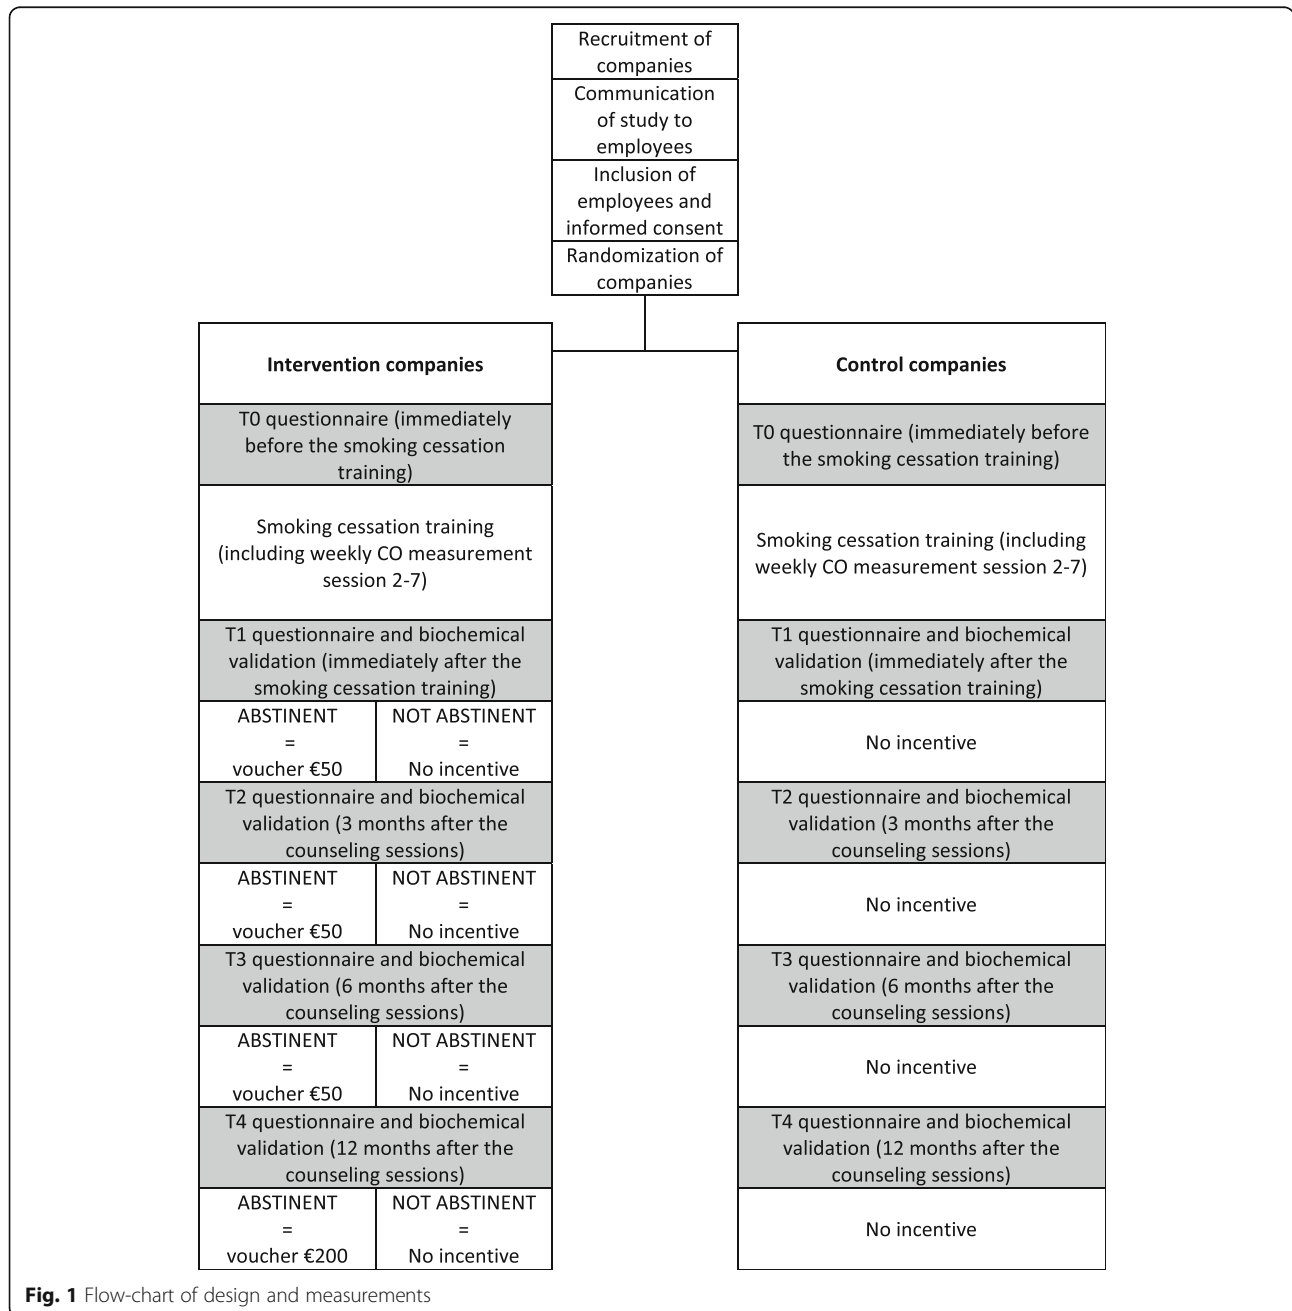 Recruitment of
companies
Communication
of study to
employees
Inclusion of
employees and
informed consent
Randomization of
companies
Intervention companies
Control companies
T0 questionnaire (immediately
before the smoking cessation
training)
T0 questionnaire (immediately before
the smoking cessation training)
Smoking cessation training
(including weekly CO measurement
session 2-7)
Smoking cessation training (including
weekly CO measurement session 2-7)
T1 questionnaire and biochemical
validation (immediately after the
smoking cessation training)
T1 questionnaire and biochemical
validation (immediately after the
smoking cessation training)
ABSTINENT
=
voucher €50
NOT ABSTINENT
=
No incentive
No incentive
T2 questionnaire and biochemical
validation (3 months after the
counseling sessions)
T2 questionnaire and biochemical
validation (3 months after the
counseling sessions)
ABSTINENT
=
voucher €50
NOT ABSTINENT
=
No incentive
No incentive
T3 questionnaire and biochemical
validation (6 months after the
counseling sessions)
T3 questionnaire and biochemical
validation (6 months after the
counseling sessions)
ABSTINENT
=
voucher €50
NOT ABSTINENT
=
No incentive
No incentive
T4 questionnaire and biochemical
validation (12 months after the
counseling sessions)
T4 questionnaire and biochemical
validation (12 months after the
counseling sessions)
ABSTINENT
=
voucher €200
NOT ABSTINENT
=
No incentive
No incentive
Fig. 1 Flow-chart of design and measurements